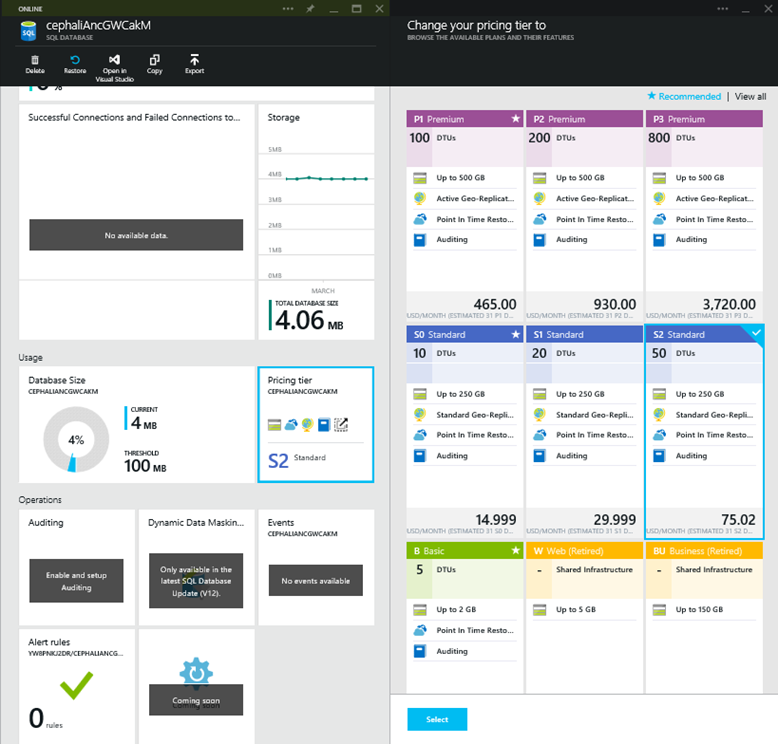 ONLINE
cephaliAncGWCakM
SQL DATABASE
SQL
Delete
Restore
Open in
Visual Studio
Copy
Export
Successful Connections and Failed Connections to...
No available data.
Storage
5MB
4MB
3MB
2MB
1MB
0MB
MARCH
TOTAL DATABASE SIZE
4.06 MB
Usage
Database Size
CEPHALIANCGWCAKM
4%
CURRENT
4 MB
THRESHOLD
100 MB
Pricing tier
CEPHALIANCGWCAKM
S2 Standard
Operations
Auditing
Enable and setup
Auditing
Dynamic Data Maskin...
Only available in the
latest SQL Database
Update (V12).
Events
CEPHALIANCGWCAKM
No events available
Alert rules
YWBPNKJ2DR/CEPHALIANCG...
0 rules
Coming soon
Change your pricing tier to
BROWSE THE AVAILABLE PLANS AND THEIR FEATURES
Recommended | View all
P1 Premium
100 DTUs
Up to 500 GB
Active Geo-Replicat...
Point In Time Resto...
Auditing
465.00
USD/MONTH (ESTIMATED 31 P1 D...
P2 Premium
200 DTUs
Up to 500 GB
Active Geo-Replicat...
Point In Time Resto...
Auditing
930.00
USD/MONTH (ESTIMATED 31 P2 D...
P3 Premium
800 DTUs
Up to 500 GB
Active Geo-Replicat...
Point In Time Resto...
Auditing
3,720.00
USD/MONTH (ESTIMATED 31 P3 D...
S0 Standard
10 DTUs
Up to 250 GB
Standard Geo-Repli...
Point In Time Resto...
Auditing
14.999
USD/MONTH (ESTIMATED 31 S0 D...
S1 Standard
20 DTUs
Up to 250 GB
Standard Geo-Repli...
Point In Time Resto...
Auditing
29.999
USD/MONTH (ESTIMATED 31 S1 D...
S2 Standard
50 DTUs
Up to 250 GB
Standard Geo-Repli...
Point In Time Resto...
Auditing
75.02
USD/MONTH (ESTIMATED 31 S2 D...
B Basic
5 DTUs
Up to 2 GB
Point In Time Resto...
Auditing
W Web (Retired)
- Shared Infrastructure
Up to 5 GB
BU Business (Retired)
- Shared Infrastructure
Up to 150 GB
Select